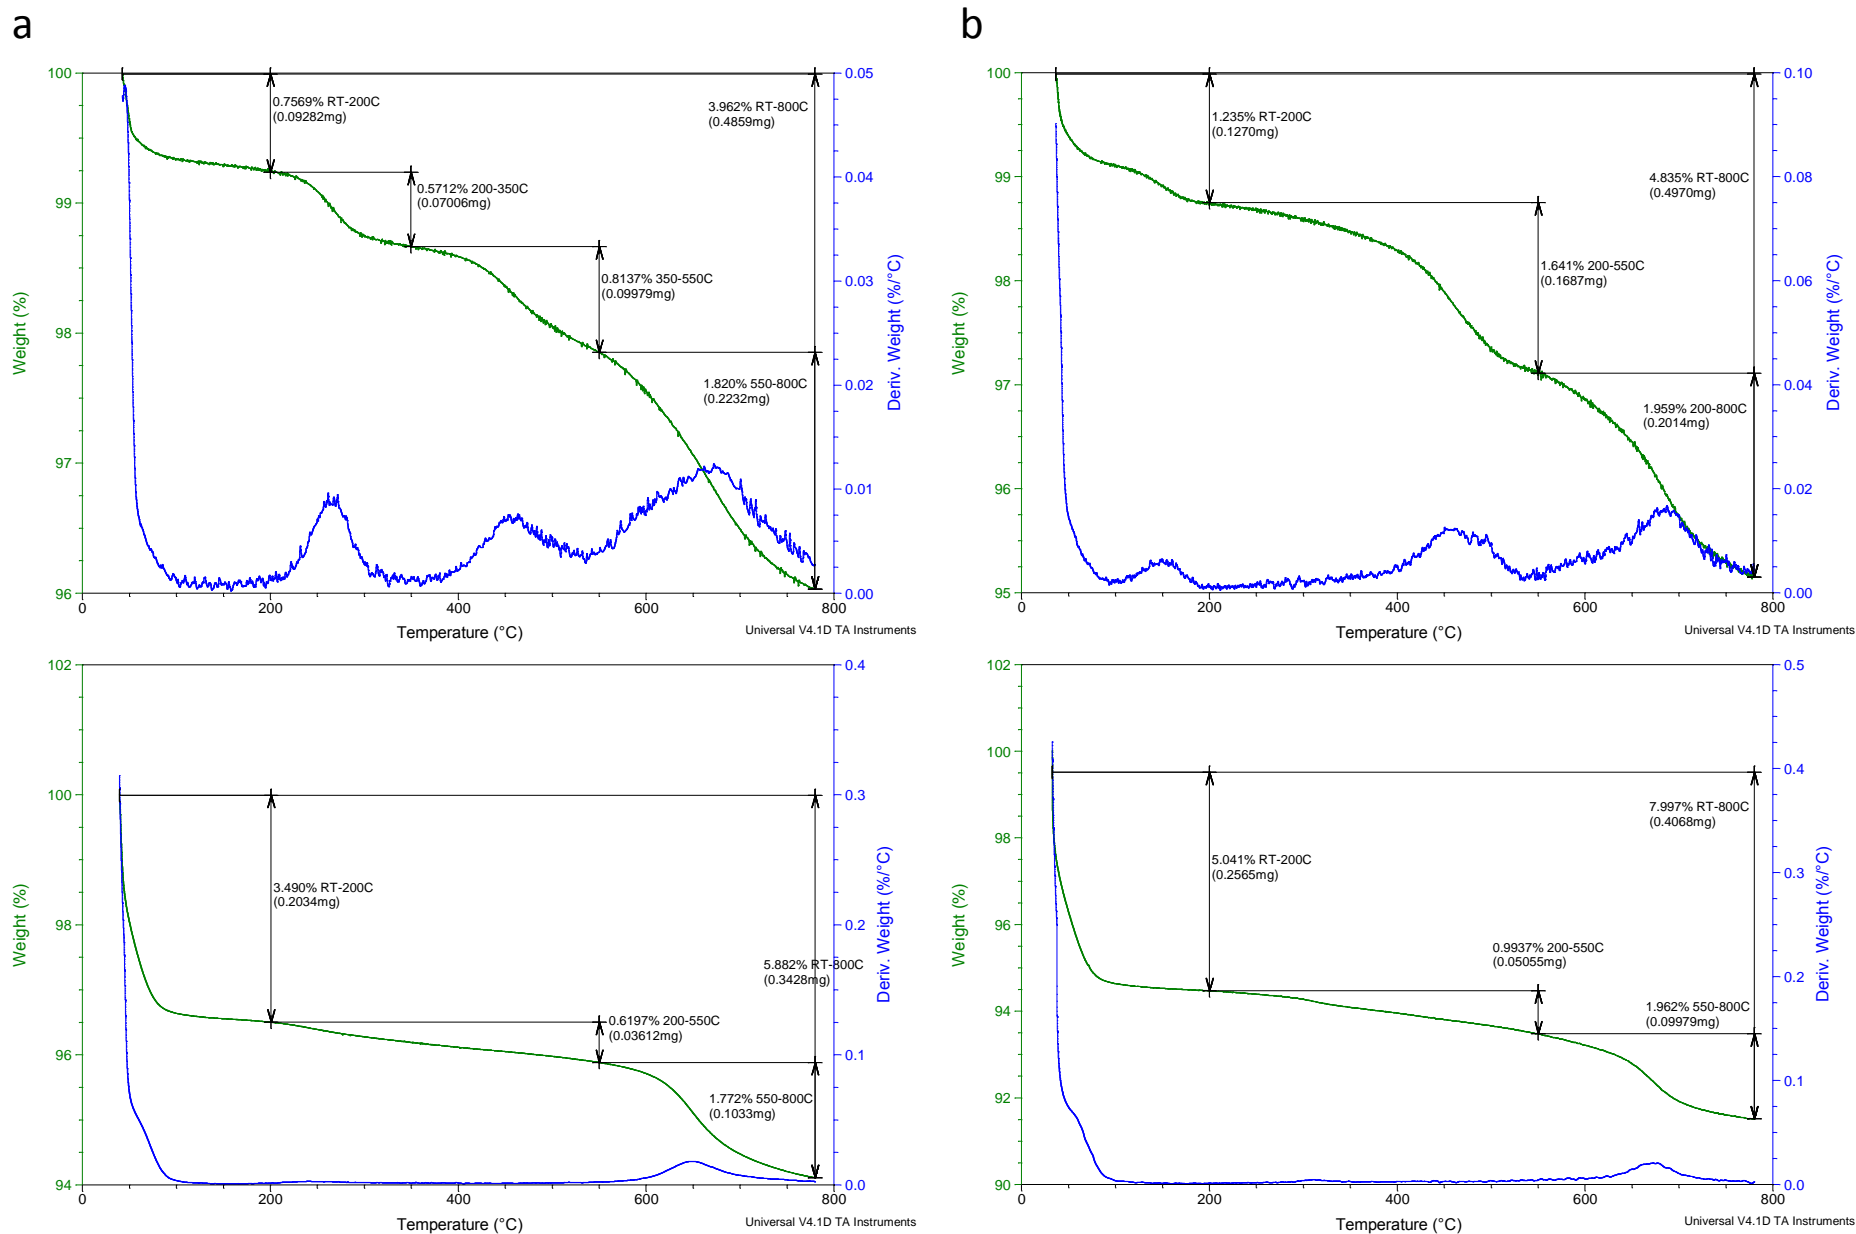 a
b
100
99
98
97
96
Weight (%)
0.7569% RT-200C
(0.09282mg)
0.5712% 200-350C
(0.07006mg)
0.8137% 350-550C
(0.09979mg)
1.820% 550-800C
(0.2232mg)
3.962% RT-800C
(0.4859mg)
0.05
0.04
0.03
0.02
0.01
0.00
Deriv. Weight (%/°C)
0
200
400
600
800
Temperature (°C)
Universal V4.1D TA Instruments
100
99
98
97
96
95
Weight (%)
1.235% RT-200C
(0.1270mg)
1.641% 200-550C
(0.1687mg)
4.835% RT-800C
(0.4970mg)
1.959% 200-800C
(0.2014mg)
0.10
0.08
0.06
0.04
0.02
0.00
Deriv. Weight (%/°C)
0
200
400
600
800
Temperature (°C)
Universal V4.1D TA Instruments
102
100
98
96
94
Weight (%)
3.490% RT-200C
(0.2034mg)
5.882% RT-800C
(0.3428mg)
0.6197% 200-550C
(0.03612mg)
1.772% 550-800C
(0.1033mg)
0.4
0.3
0.2
0.1
0.0
Deriv. Weight (%/°C)
0
200
400
600
800
Temperature (°C)
Universal V4.1D TA Instruments
102
100
98
96
94
92
90
Weight (%)
5.041% RT-200C
(0.2565mg)
7.997% RT-800C
(0.4068mg)
0.9937% 200-550C
(0.05055mg)
1.962% 550-800C
(0.09979mg)
0.5
0.4
0.3
0.2
0.1
0.0
Deriv. Weight (%/°C)
0
200
400
600
800
Temperature (°C)
Universal V4.1D TA Instruments